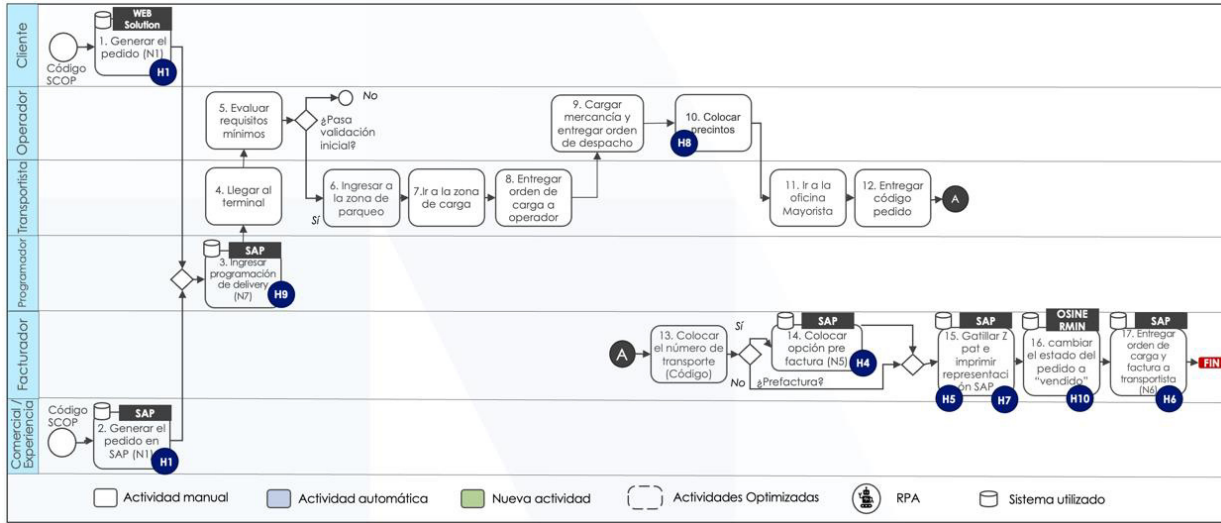 Cliente
Código
SCOP
WEB
Solution
1. Generar el
pedido (N1)
H1
Operador
5. Evaluar
requisitos
mínimos
No
¿Pasa
validación
inicial?
Sí
9. Cargar
mercancía y
entregar orden
de despacho
10. Colocar
precintos
H8
Transportista
4. Llegar al
terminal
6. Ingresar a
la zona de
parqueo
7.Ir a la zona
de carga
8. Entregar
orden de
carga a
operador
11. Ir a la
oficina
Mayorista
12. Entregar
código
pedido
A
Programador
SAP
3. Ingresar
programación
de delivery
(N7)
H9
Facturador
A
13. Colocar
el número de
transporte
(Código)
Sí
No
¿Prefactura?
SAP
14. Colocar
opción pre
factura (N5)
H4
SAP
15. Gatillar Z
pat e
imprimir
representac
ión SAP
H5
H7
OSINE
RMIN
16. cambiar
el estado del
pedido a
“vendido”
H10
SAP
17. Entregar
orden de
carga y
factura a
transportista
(N6)
H6
FIN
Comercial/
Experiencia
Código
SCOP
SAP
2. Generar el
pedido en
SAP (N1)
H1
Actividad manual
Actividad automática
Nueva actividad
Actividades Optimizadas
RPA
Sistema utilizado